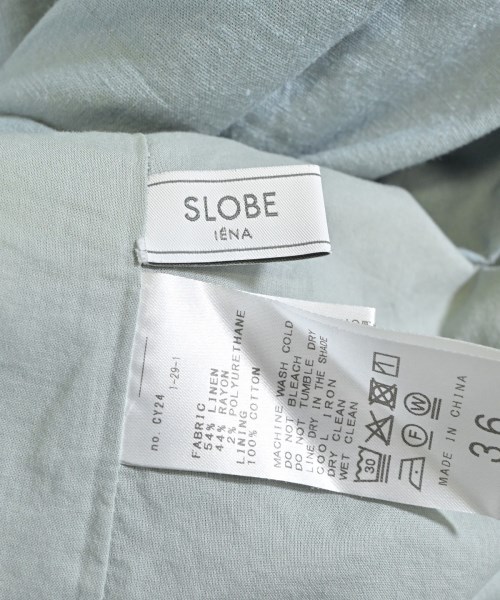 SLOBE
IÉNA
no. CY24 1-29-1
FABRIC
54% LINEN
44% RAYON
2% POLYURETHANE
LINING
100% COTTON
MACHINE WASH COLD
DO NOT BLEACH
DO NOT TUMBLE DRY
LINE DRY IN THE SHADE
COOL IRON
DRY CLEAN
WET CLEAN
30
F W
MADE IN CHINA
36